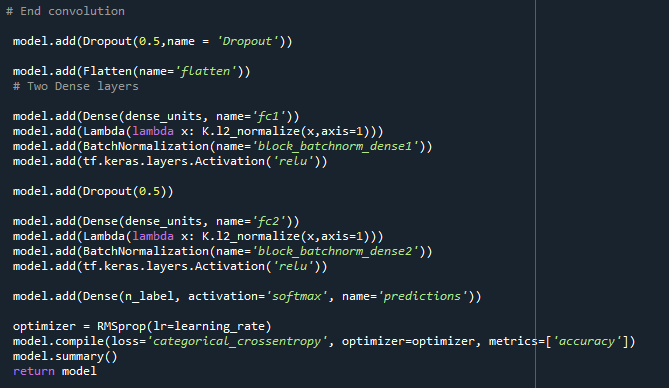 # End convolution
model.add(Dropout(0.5,name = 'Dropout'))
model.add(Flatten(name='flatten'))
# Two Dense layers
model.add(Dense(dense_units, name='fc1'))
model.add(Lambda(lambda x: K.l2_normalize(x,axis=1)))
model.add(BatchNormalization(name='block_batchnorm_dense1'))
model.add(tf.keras.layers.Activation('relu'))
model.add(Dropout(0.5))
model.add(Dense(dense_units, name='fc2'))
model.add(Lambda(lambda x: K.l2_normalize(x,axis=1)))
model.add(BatchNormalization(name='block_batchnorm_dense2'))
model.add(tf.keras.layers.Activation('relu'))
model.add(Dense(n_label, activation='softmax', name='predictions'))
optimizer = RMSprop(lr=learning_rate)
model.compile(loss='categorical_crossentropy', optimizer=optimizer, metrics=['accuracy'])
model.summary()
return model